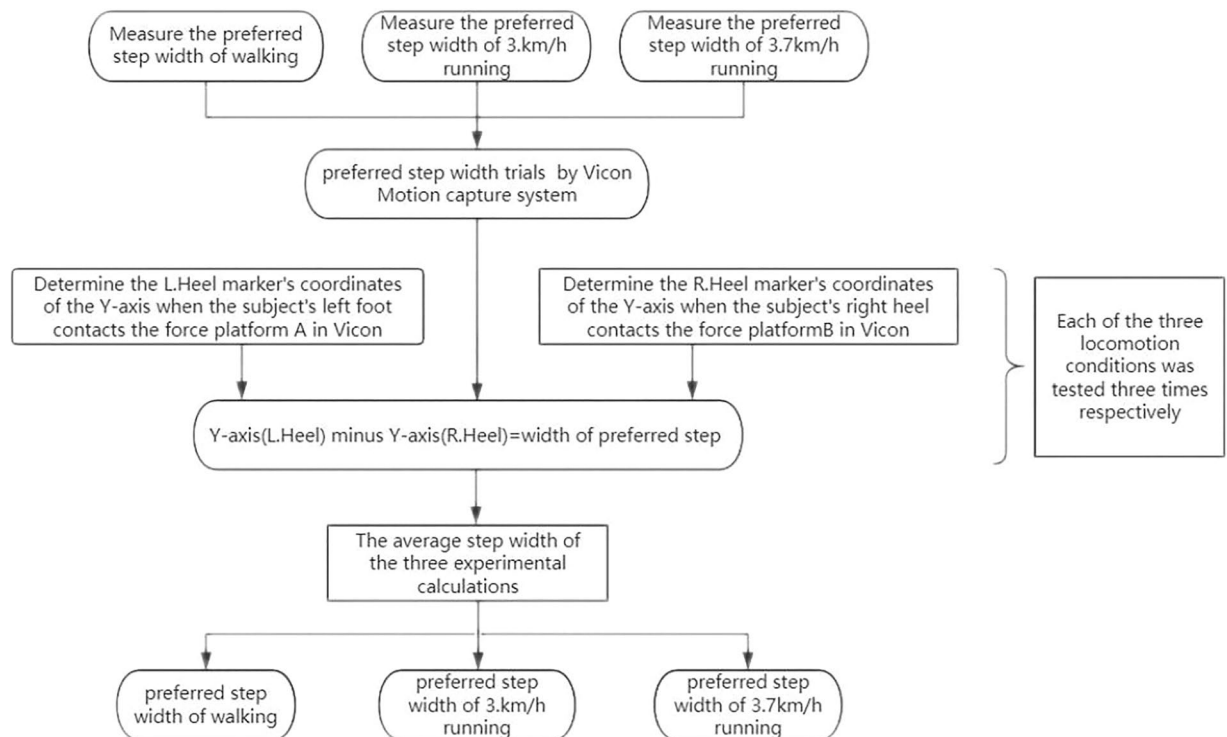 Measure the preferred
step width of walking
Measure the preferred
step width of 3.km/h
running
Measure the preferred
step width of 3.7km/h
running
preferred step width trials by Vicon
Motion capture system
Determine the L.Heel marker's coordinates
of the Y-axis when the subject's left foot
contacts the force platform A in Vicon
Determine the R.Heel marker's coordinates
of the Y-axis when the subject's right heel
contacts the force platformB in Vicon
Each of the three
locomotion
conditions was
tested three times
respectively
Y-axis(L.Heel) minus Y-axis(R.Heel)=width of preferred step
The average step width of
the three experimental
calculations
preferred step
width of walking
preferred step
width of 3.km/h
running
preferred step
width of 3.7km/h
running